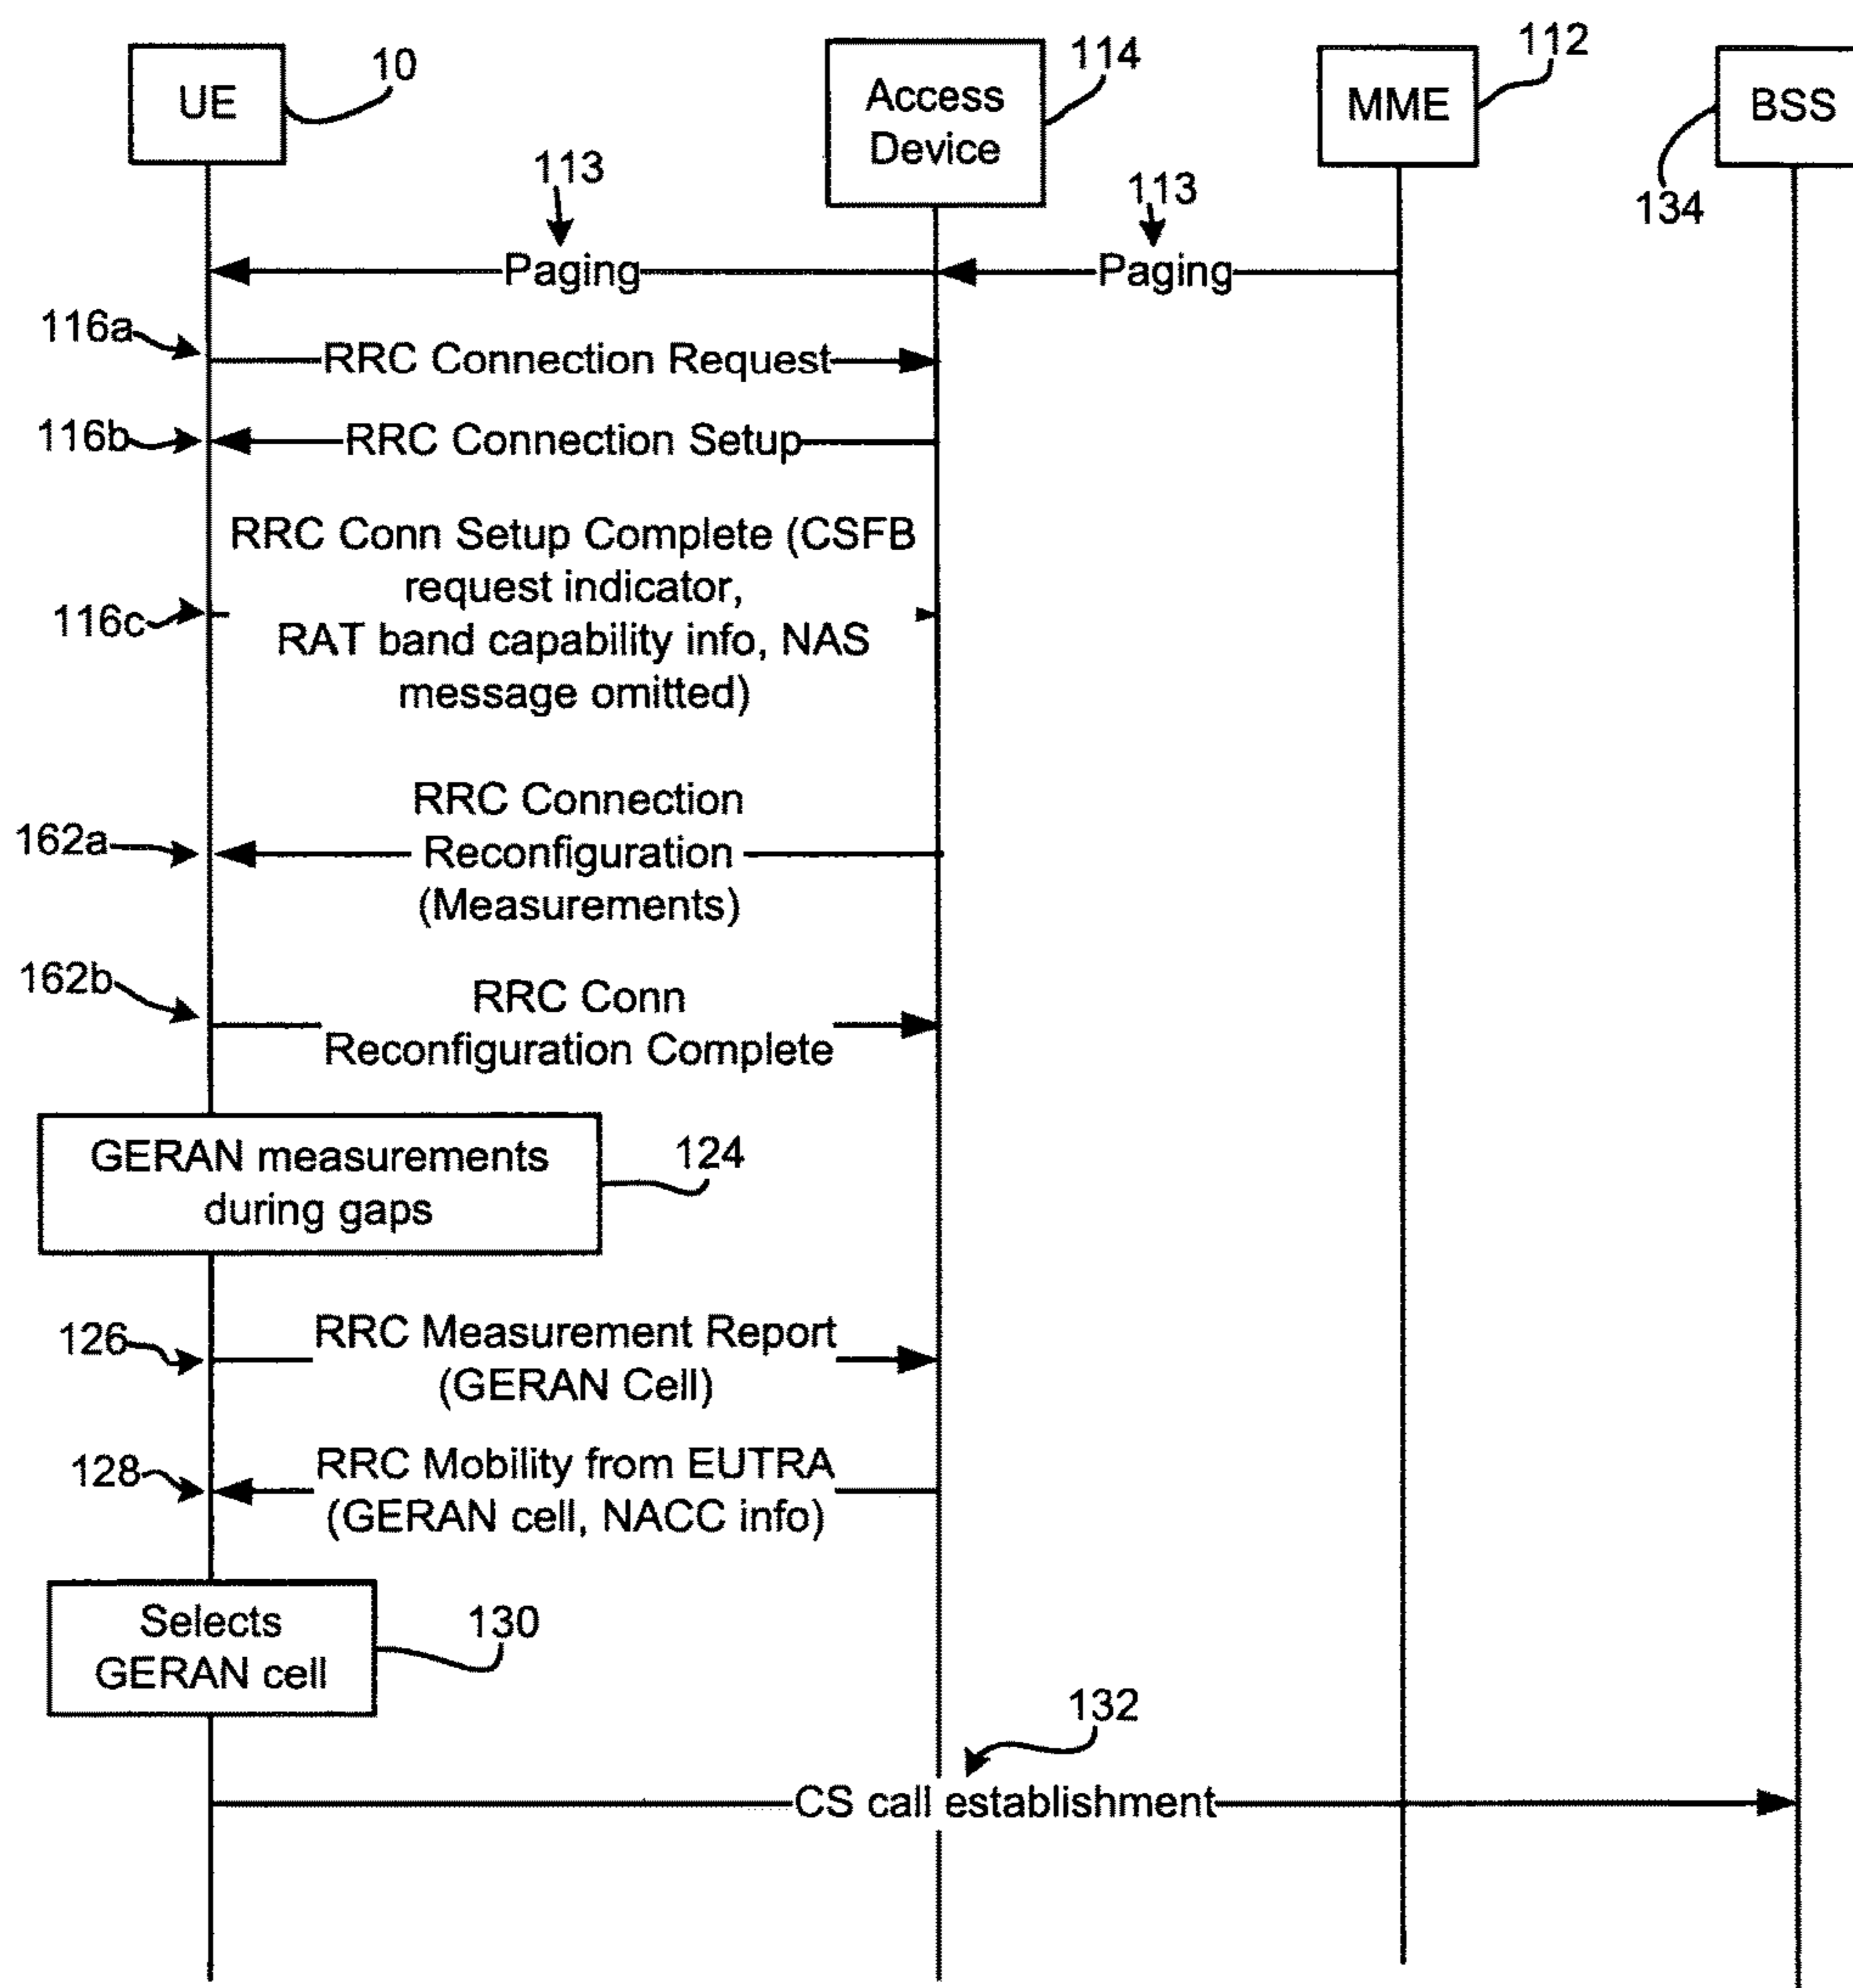 UE
10
Access
Device
114
MME
112
BSS
134
113
113
Paging
Paging
116a
RRC Connection Request
116b
RRC Connection Setup
RRC Conn Setup Complete (CSFB
request indicator,
116c
RAT band capability info, NAS
message omitted)
RRC Connection
162a
Reconfiguration
(Measurements)
162b
RRC Conn
Reconfiguration Complete
GERAN measurements
during gaps
124
126
RRC Measurement Report
(GERAN Cell)
128
RRC Mobility from EUTRA
(GERAN cell, NACC info)
Selects
GERAN cell
130
132
CS call establishment